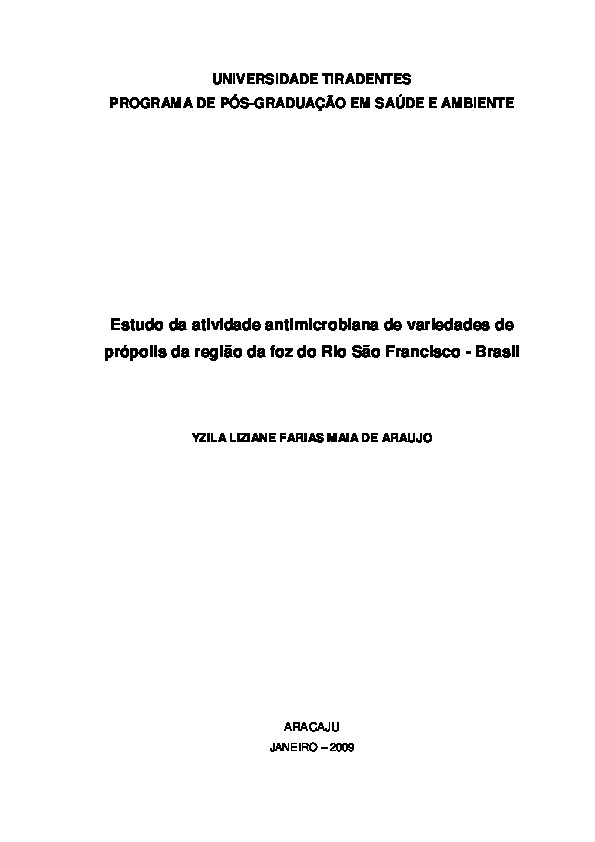 UNIVERSIDADE TIRADENTES
PROGRAMA DE PÓS-GRADUAÇÃO EM SAÚDE E AMBIENTE
Estudo da atividade antimicrobiana de variedades de
própolis da região da foz do Rio São Francisco - Brasil
YZILA LIZIANE FARIAS MAIA DE ARAUJO
ARACAJU
JANEIRO – 2009